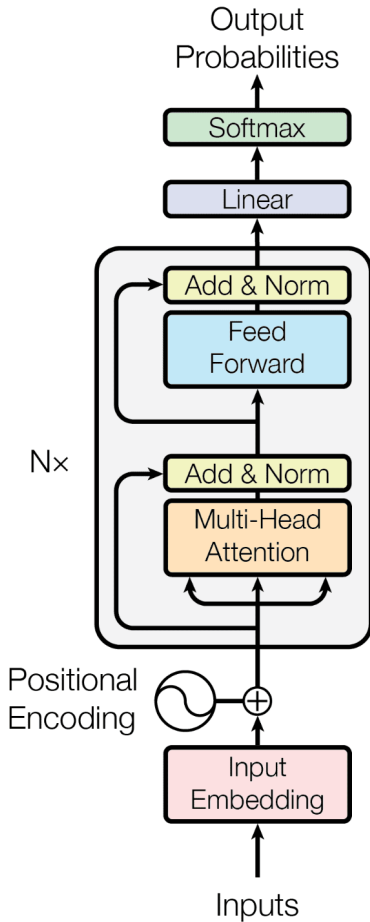 Output
Probabilities
Softmax
Linear
Add & Norm
Feed
Forward
N×
Add & Norm
Multi-Head
Attention
Positional
Encoding
Input
Embedding
Inputs